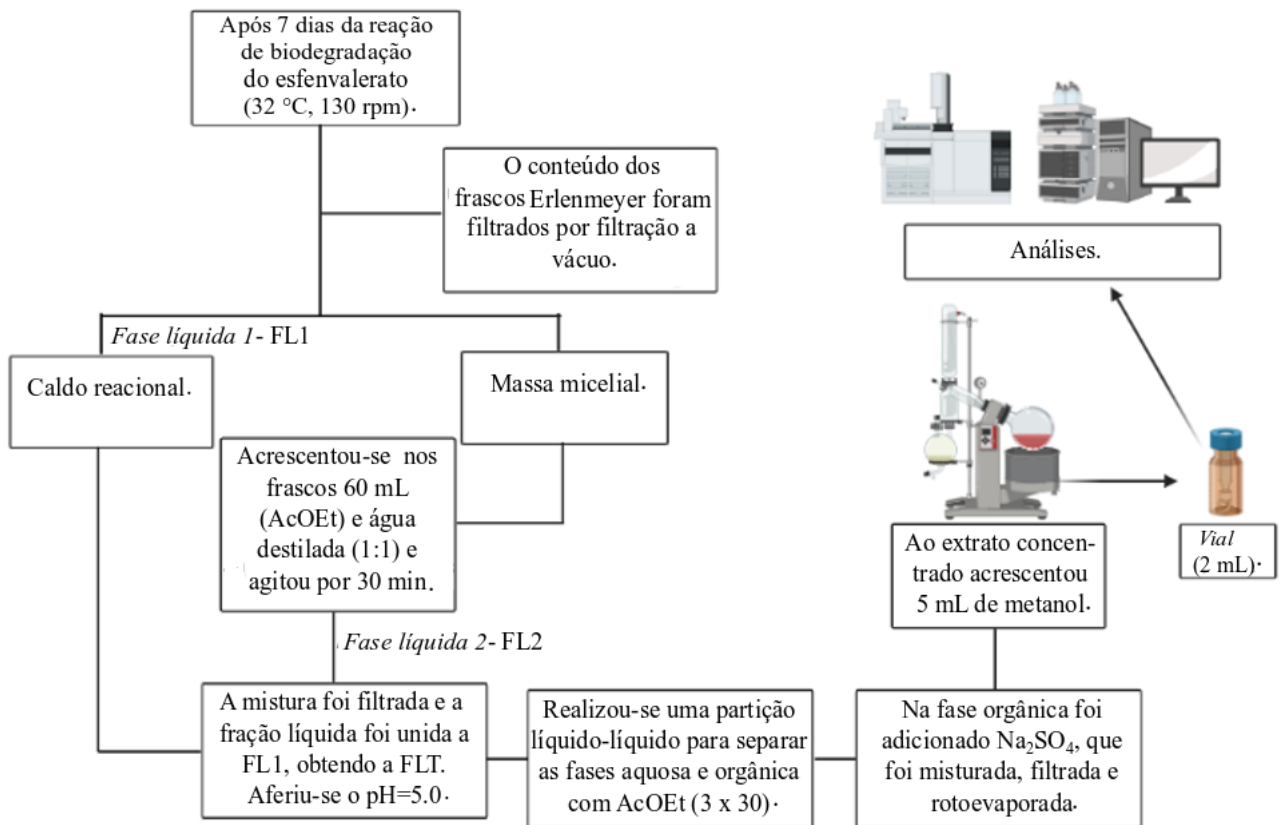 Após 7 dias da reação
de biodegradação
do esfenvalerato
(32 °C, 130 rpm).
O conteúdo dos
frascos Erlenmeyer foram
filtrados por filtração a
vácuo.
Fase líquida 1- FL1
Caldo reacional.
Massa micelial.
Acrescentou-se nos
frascos 60 mL
(AcOEt) e água
destilada (1:1) e
agitou por 30 min.
Fase líquida 2- FL2
A mistura foi filtrada e a
fração líquida foi unida a
FL1, obtendo a FLT.
Aferiu-se o pH=5.0.
Realizou-se uma partição
líquido-líquido para separar
as fases aquosa e orgânica
com AcOEt (3 x 30).
Na fase orgânica foi
adicionado Na₂SO₄, que
foi misturada, filtrada e
rotoevaporada.
Ao extrato concen-
trado acrescentou
5 mL de metanol.
Vial
(2 mL).
Análises.